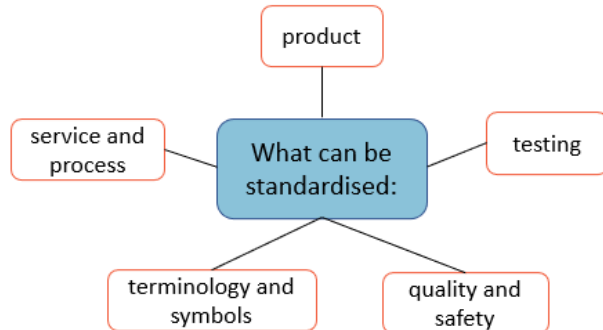 product
service and
process
What can be
standardised:
testing
terminology and
symbols
quality and
safety